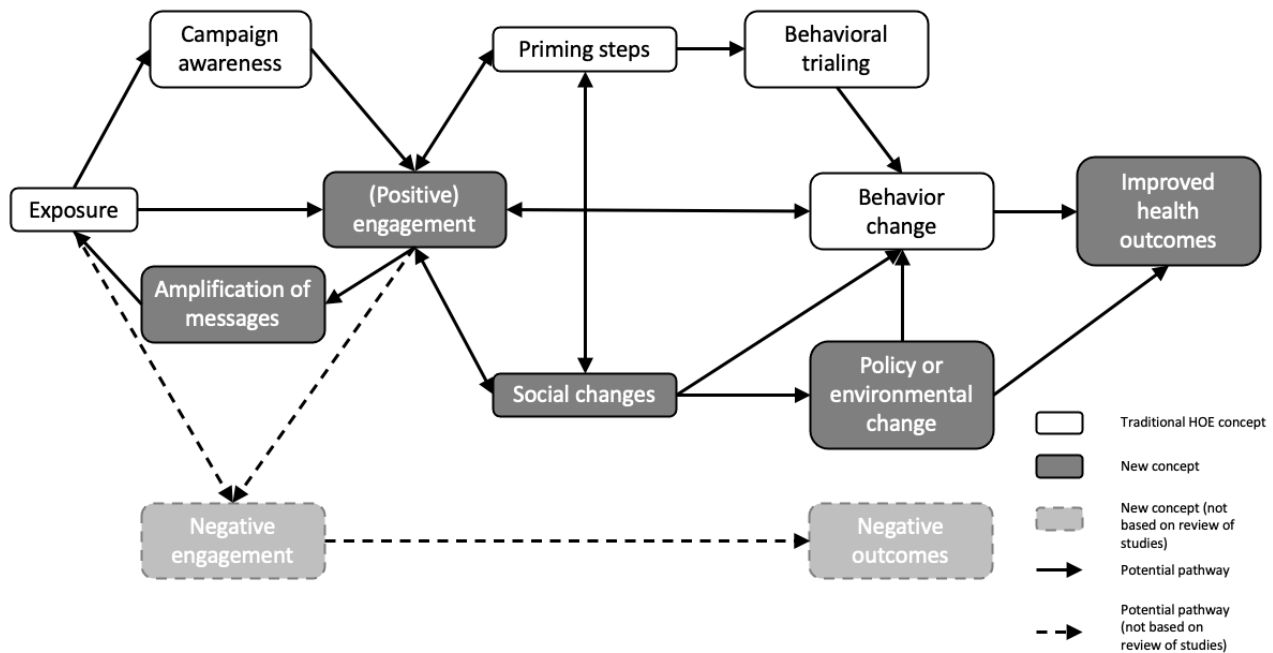 Campaign
awareness
Priming steps
Behavioral
trialing
Exposure
(Positive)
engagement
Behavior
change
Improved
health
outcomes
Amplification of
messages
Social changes
Policy or
environmental
change
Negative
engagement
Negative
outcomes
Traditional HOE concept
New concept
New concept (not
based on review of
studies)
Potential pathway
Potential pathway
(not based on
review of studies)